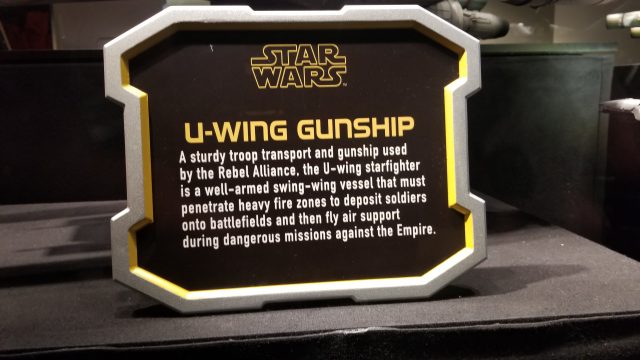 STAR
WARS™
U-WING GUNSHIP
A sturdy troop transport and gunship used
by the Rebel Alliance, the U-wing starfighter
is a well-armed swing-wing vessel that must
penetrate heavy fire zones to deposit soldiers
onto battlefields and then fly air support
during dangerous missions against the Empire.